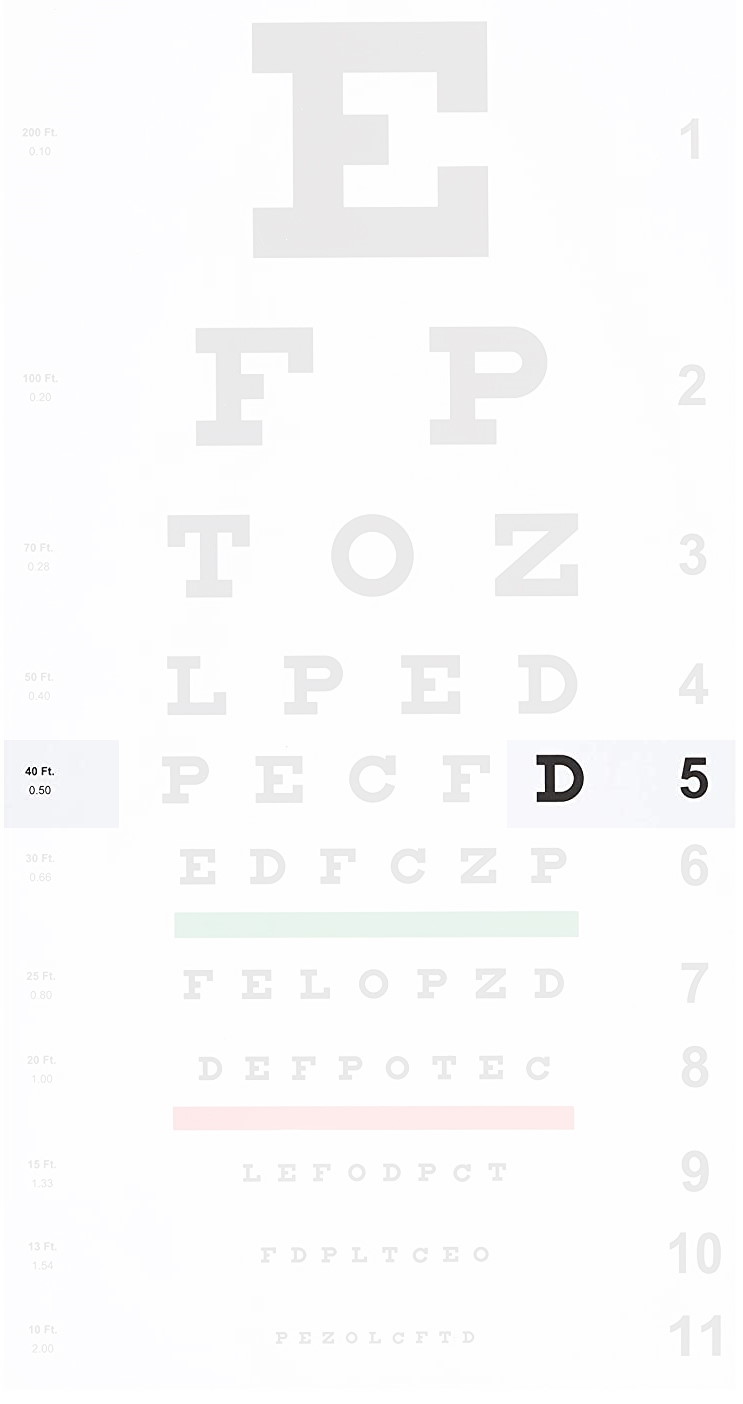 E
200 Ft.
0.10
1
F P
100 Ft.
0.20
2
T O Z
70 Ft.
0.28
3
L P E D
50 Ft.
0.40
4
P E C F D
40 Ft.
0.50
5
E D F C Z P
30 Ft.
0.66
6
F E L O P Z D
25 Ft.
0.80
7
D E F P O T E C
20 Ft.
1.00
8
L E F O D P C T
15 Ft.
1.33
9
F D P L T C E O
13 Ft.
1.54
10
P E Z O L C F T D
10 Ft.
2.00
11